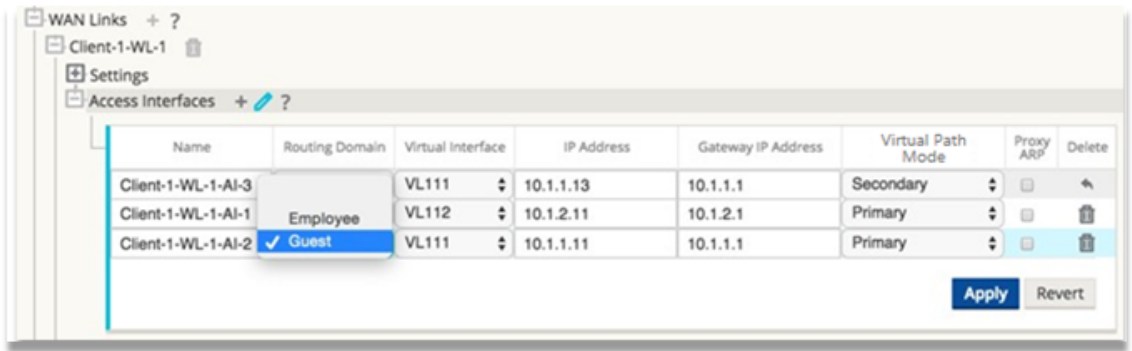 WAN Links + ?
Client-1-WL-1
Settings
Access Interfaces + ?
Name Routing Domain Virtual Interface IP Address Gateway IP Address Virtual Path Mode Proxy ARP Delete
Client-1-WL-1-AI-3 VL111 10.1.1.13 10.1.1.1 Secondary
Client-1-WL-1-AI-1 Employee VL112 10.1.2.11 10.1.2.1 Primary
Client-1-WL-1-AI-2 ✓ Guest VL111 10.1.1.11 10.1.1.1 Primary
Apply Revert